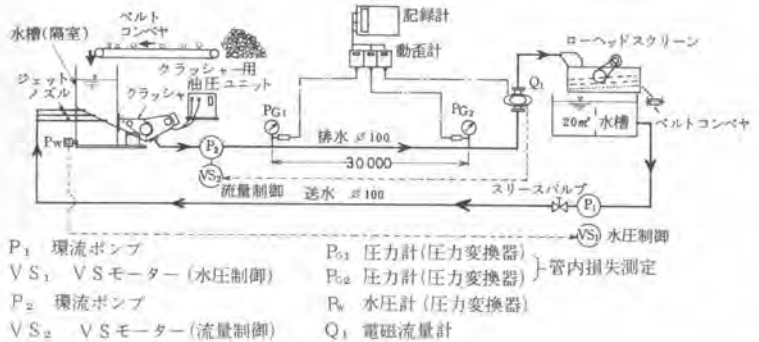 記録計
動歪計
ベルト
コンベヤ
水槽(隔室)
クラッシャー用
油圧ユニット
ジェット
ノズル
クラッシャ
ローヘッドスクリーン
Q₁
PG1
PG2
Pw
P₂
VS₂
排水 ⌀100
30000
20㎥ 水槽
ベルトコンベヤ
流量制御
送水 ⌀100
スリースバルブ
P₁
VS₁ 水圧制御
P₁ 環流ポンプ
VS₁ VSモーター(水圧制御)
P₂ 環流ポンプ
VS₂ VSモーター(流量制御)
PG1 圧力計(圧力変換器)
PG2 圧力計(圧力変換器)
管内損失測定
Pw 水圧計(圧力変換器)
Q₁ 電磁流量計